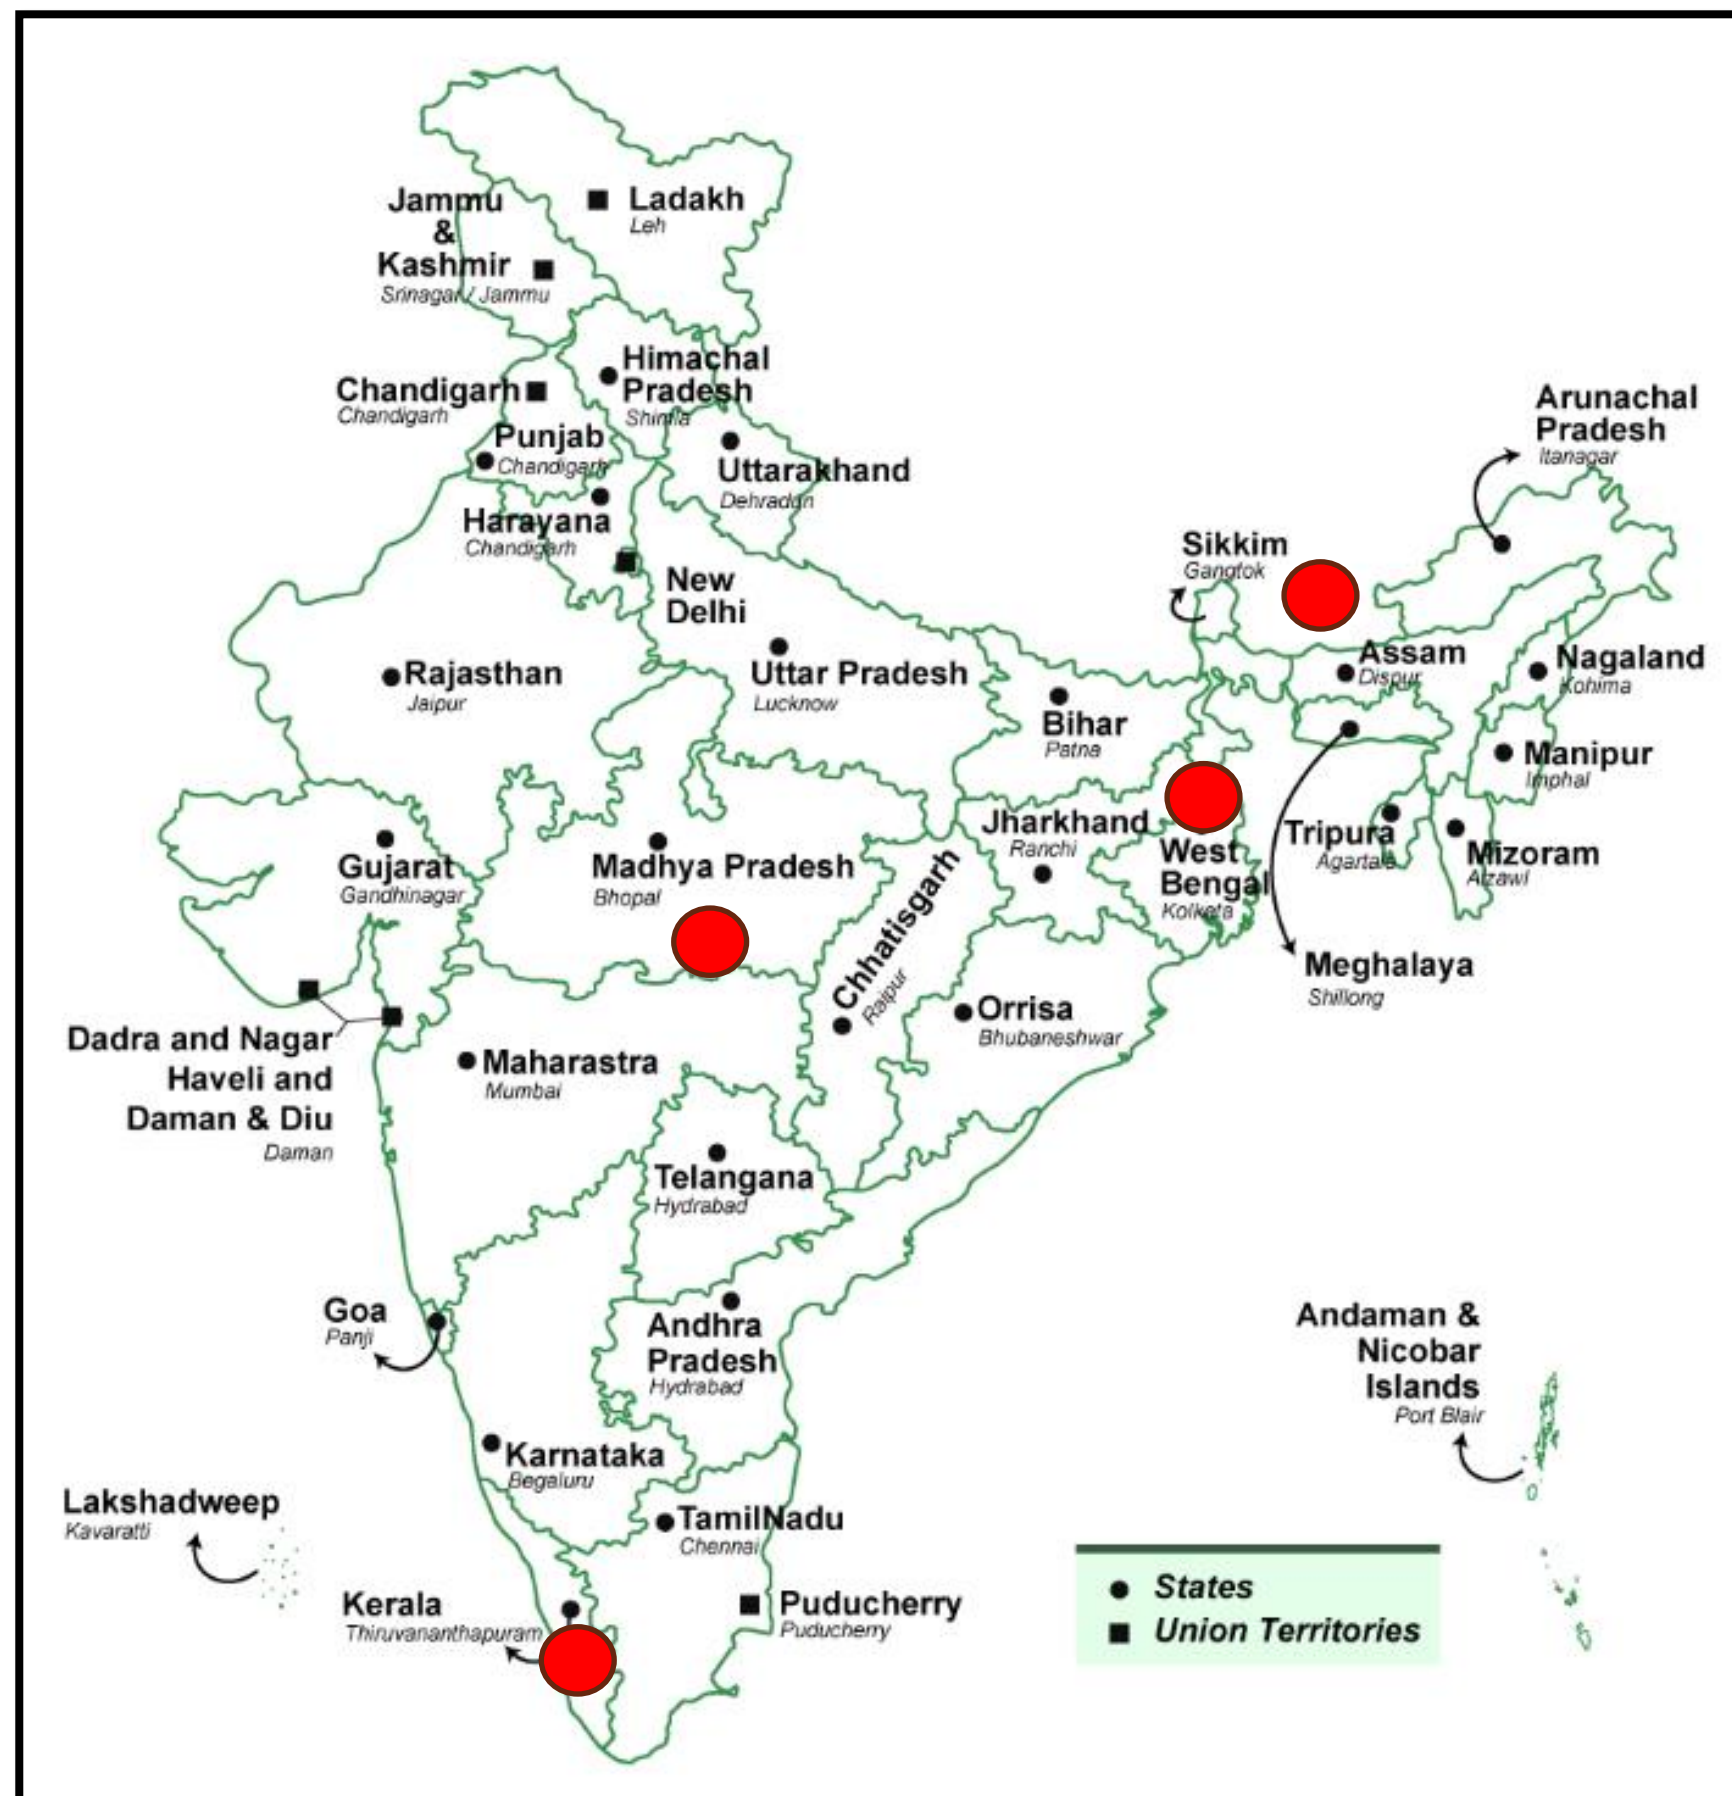 Jammu
&
Kashmir
Srinagar / Jammu
Ladakh
Leh
Himachal
Pradesh
Shimla
Chandigarh
Chandigarh
Punjab
Chandigarh
Uttarakhand
Dehradun
Harayana
Chandigarh
New
Delhi
Arunachal
Pradesh
Itanagar
Sikkim
Gangtok
Rajasthan
Jaipur
Uttar Pradesh
Lucknow
Bihar
Patna
Assam
Dispur
Nagaland
Kohima
Manipur
Imphal
Gujarat
Gandhinagar
Madhya Pradesh
Bhopal
Jharkhand
Ranchi
West
Bengal
Kolketa
Tripura
Agartala
Mizoram
Aizawl
Chhatisgarh
Raipur
Meghalaya
Shillong
Orrisa
Bhubaneshwar
Dadra and Nagar
Haveli and
Daman & Diu
Daman
Maharastra
Mumbai
Telangana
Hydrabad
Goa
Panji
Andhra
Pradesh
Hydrabad
Andaman &
Nicobar
Islands
Port Blair
Karnataka
Begaluru
Lakshadweep
Kavaratti
TamilNadu
Chennai
Kerala
Thiruvananthapuram
Puducherry
Puducherry
States
Union Territories